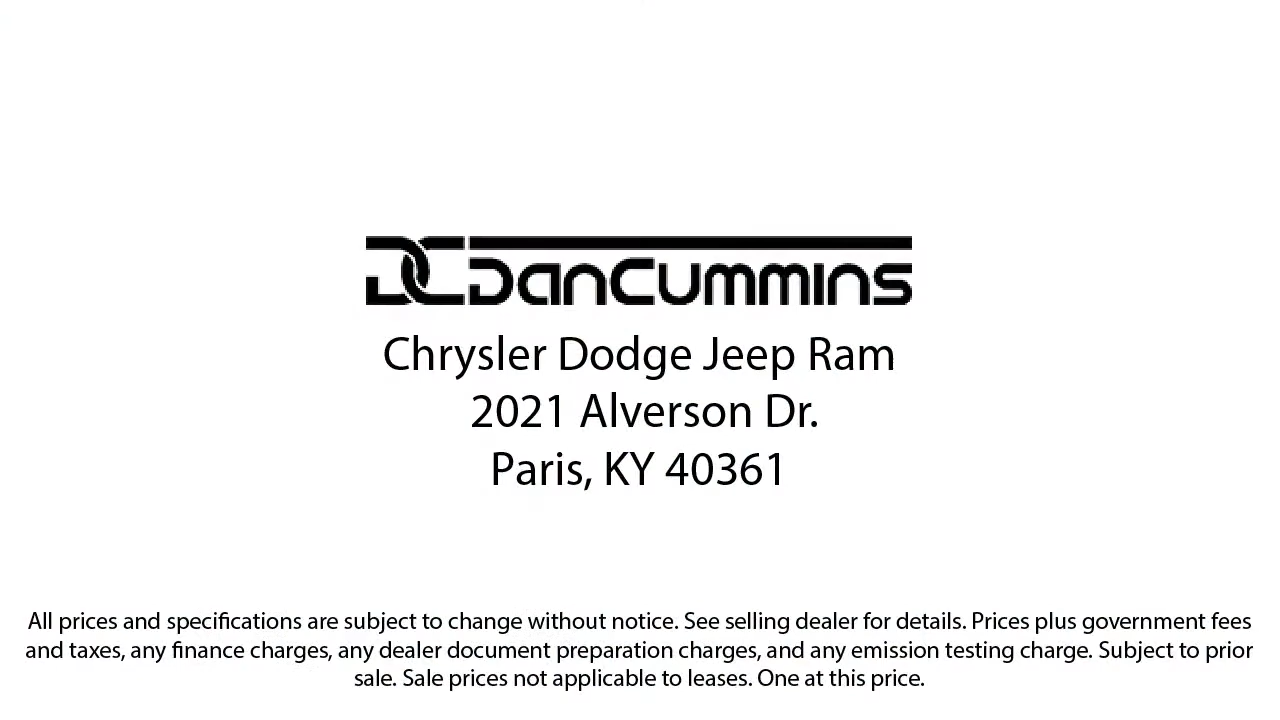 DC DanCummins
Chrysler Dodge Jeep Ram
2021 Alverson Dr.
Paris, KY 40361
All prices and specifications are subject to change without notice. See selling dealer for details. Prices plus government fees
and taxes, any finance charges, any dealer document preparation charges, and any emission testing charge. Subject to prior
sale. Sale prices not applicable to leases. One at this price.